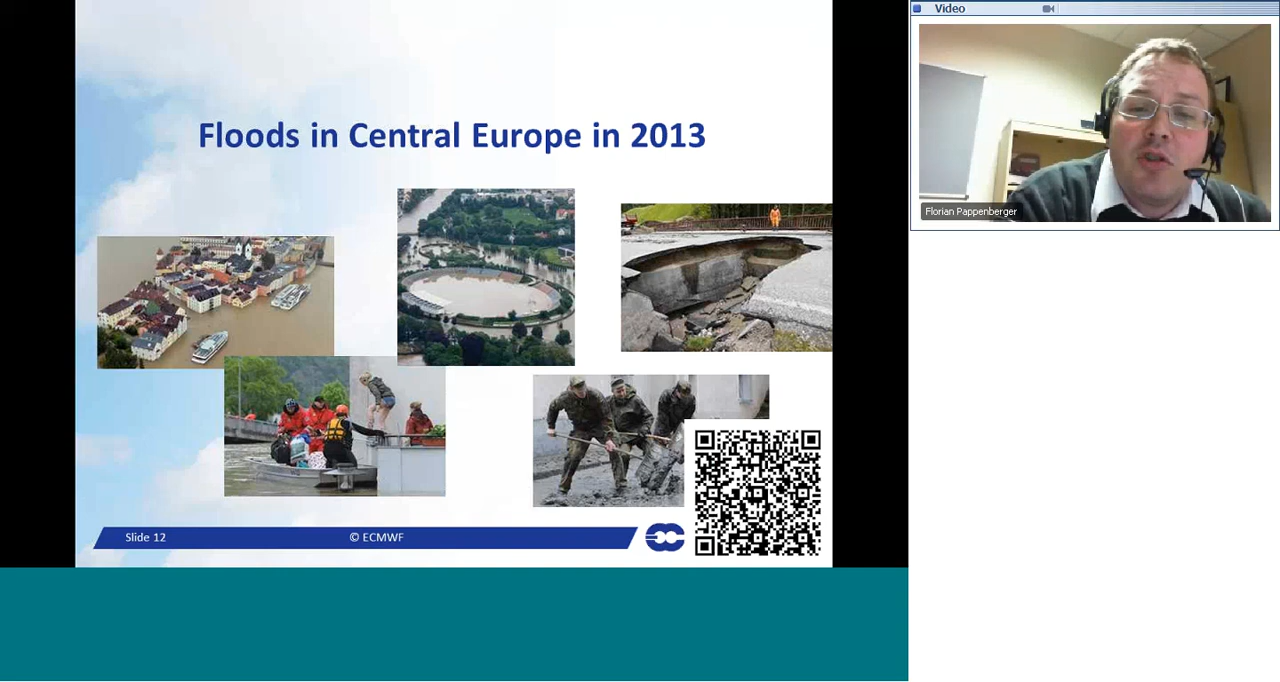 Floods in Central Europe in 2013
Slide 12
© ECMWF
Video
Florian Pappenberger